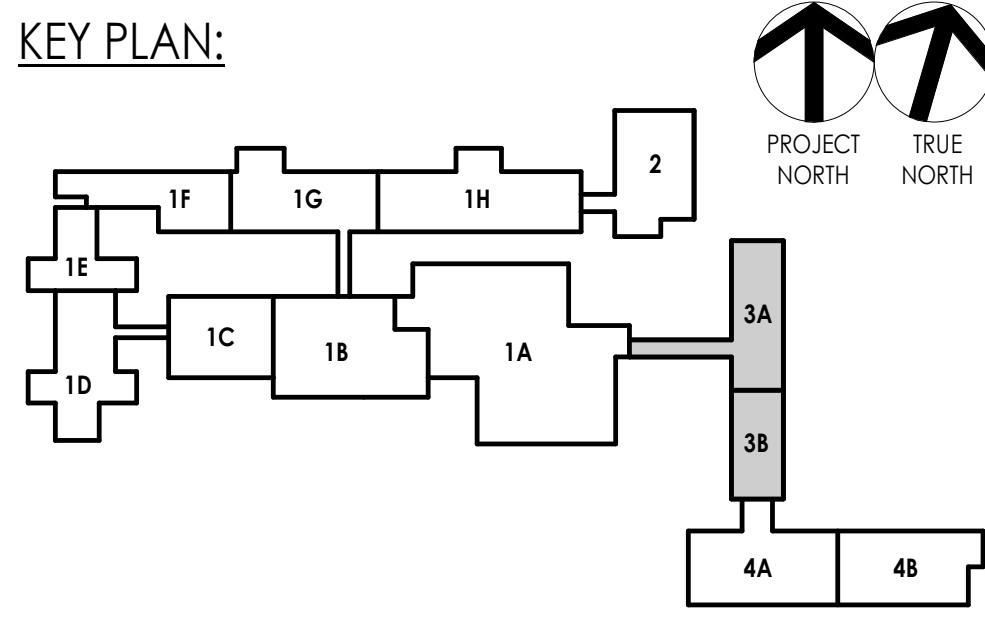 KEY PLAN:
PROJECT
NORTH
TRUE
NORTH
2
1F
1G
1H
1E
3A
1C
1B
1A
1D
3B
4A
4B